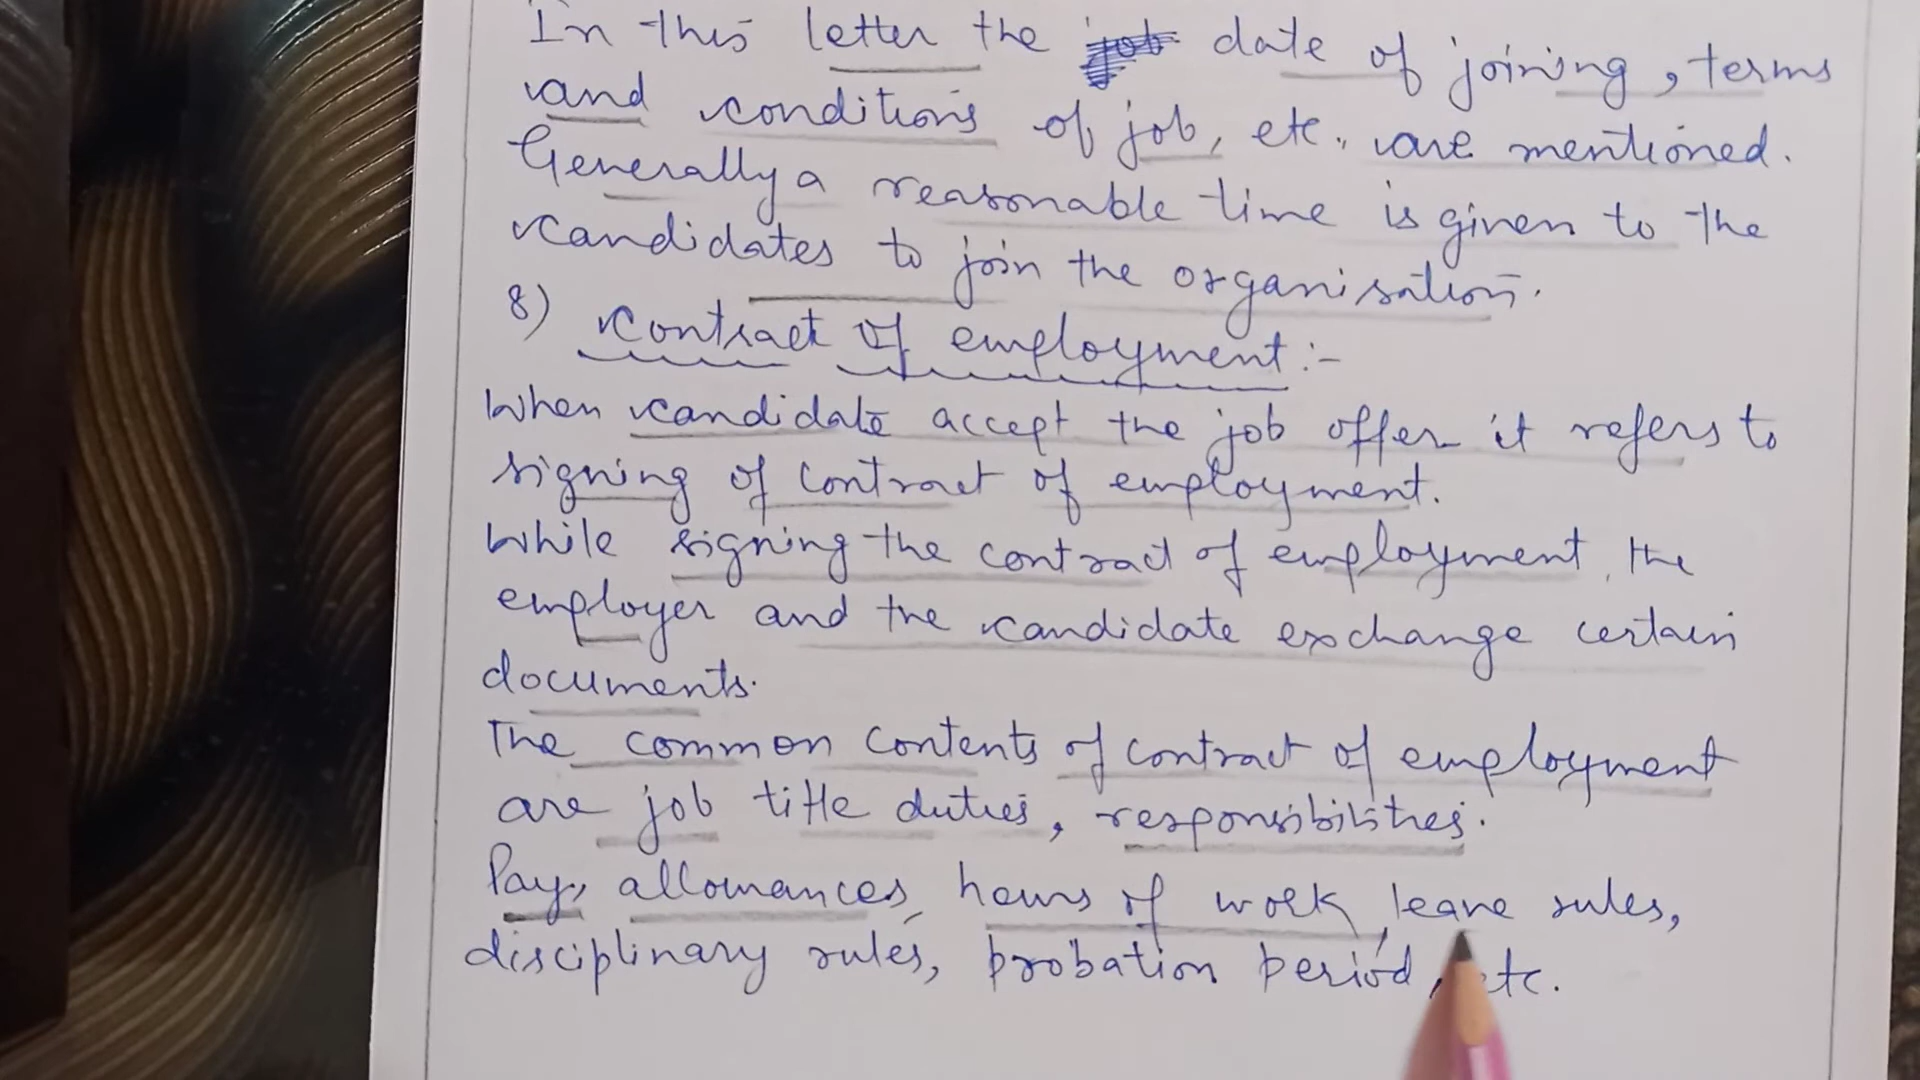 In this letter the job date of joining, terms
and conditions of job, etc., are mentioned.
Generally a reasonable time is given to the
candidates to join the organisation.
8) Contract of employment :-
When candidate accept the job offer it refers to
signing of contract of employment.
While signing the contract of employment, the
employer and the candidate exchange certain
documents.
The common contents of contract of employment
are job title duties, responsibilities.
Pay, allowances, hours of work, leave rules,
disciplinary rules, probation period, etc.